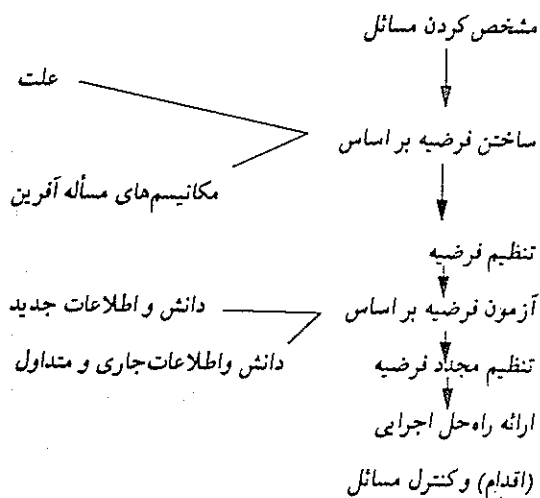 مشخص کردن مسائل
علت
ساختن فرضیه بر اساس
مکانیسم‌های مسأله آفرین
تنظیم فرضیه
آزمون فرضیه بر اساس
دانش و اطلاعات جدید
دانش واطلاعات‌جاری و متداول
تنظیم مجدد فرضیه
ارائه راه‌حل اجرایی
(اقدام) و کنترل مسائل